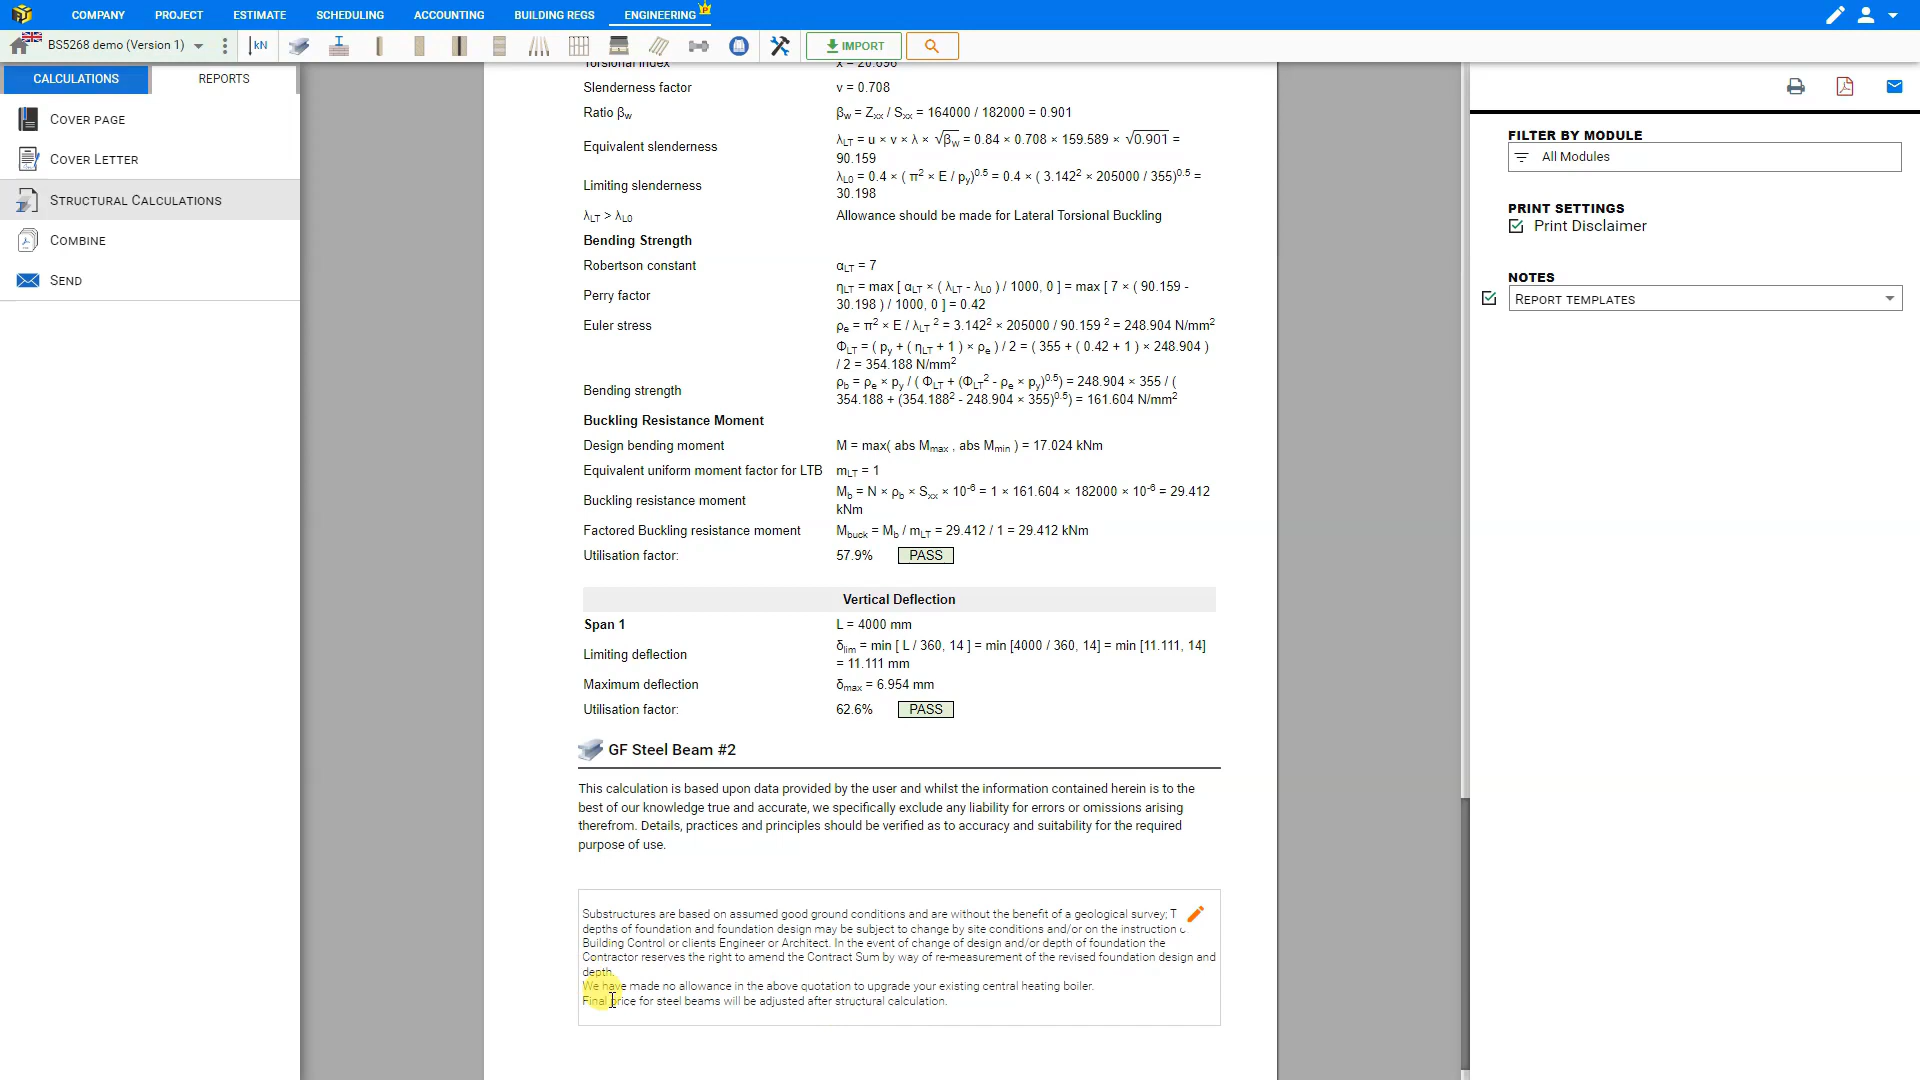 COMPANY PROJECT ESTIMATE SCHEDULING ACCOUNTING BUILDING REGS ENGINEERING
BS5268 demo (Version 1) kN IMPORT
CALCULATIONS REPORTS
COVER PAGE
COVER LETTER
STRUCTURAL CALCULATIONS
COMBINE
SEND
Torsional index x = 20.696
Slenderness factor v = 0.708
Ratio βw βw = Zxx / Sxx = 164000 / 182000 = 0.901
Equivalent slenderness λLT = u × v × λ × √βw = 0.84 × 0.708 × 159.589 × √0.901 =
90.159
Limiting slenderness λL0 = 0.4 × ( π² × E / py)^0.5 = 0.4 × ( 3.142² × 205000 / 355)^0.5 =
30.198
λLT > λL0 Allowance should be made for Lateral Torsional Buckling
Bending Strength
Robertson constant αLT = 7
Perry factor ηLT = max [ αLT × ( λLT - λL0 ) / 1000, 0 ] = max [ 7 × ( 90.159 -
30.198 ) / 1000, 0 ] = 0.42
Euler stress ρe = π² × E / λLT ² = 3.142² × 205000 / 90.159 ² = 248.904 N/mm²
ΦLT = ( py + ( ηLT + 1 ) × ρe ) / 2 = ( 355 + ( 0.42 + 1 ) × 248.904 )
/ 2 = 354.188 N/mm²
Bending strength ρb = ρe × py / ( ΦLT + (ΦLT² - ρe × py)^0.5) = 248.904 × 355 / (
354.188 + (354.188² - 248.904 × 355)^0.5) = 161.604 N/mm²
Buckling Resistance Moment
Design bending moment M = max( abs Mmax , abs Mmin ) = 17.024 kNm
Equivalent uniform moment factor for LTB mLT = 1
Buckling resistance moment Mb = N × ρb × Sxx × 10^-6 = 1 × 161.604 × 182000 × 10^-6 = 29.412
kNm
Factored Buckling resistance moment Mbuck = Mb / mLT = 29.412 / 1 = 29.412 kNm
Utilisation factor: 57.9% PASS
Vertical Deflection
Span 1 L = 4000 mm
Limiting deflection δlim = min [ L / 360, 14 ] = min [4000 / 360, 14] = min [11.111, 14]
= 11.111 mm
Maximum deflection δmax = 6.954 mm
Utilisation factor: 62.6% PASS
GF Steel Beam #2
This calculation is based upon data provided by the user and whilst the information contained herein is to the
best of our knowledge true and accurate, we specifically exclude any liability for errors or omissions arising
therefrom. Details, practices and principles should be verified as to accuracy and suitability for the required
purpose of use.
Substructures are based on assumed good ground conditions and are without the benefit of a geological survey; T
depths of foundation and foundation design may be subject to change by site conditions and/or on the instruction
Building Control or clients Engineer or Architect. In the event of change of design and/or depth of foundation the
Contractor reserves the right to amend the Contract Sum by way of re-measurement of the revised foundation design and
depth.
We have made no allowance in the above quotation to upgrade your existing central heating boiler.
Final price for steel beams will be adjusted after structural calculation.
FILTER BY MODULE
All Modules
PRINT SETTINGS
Print Disclaimer
NOTES
REPORT TEMPLATES